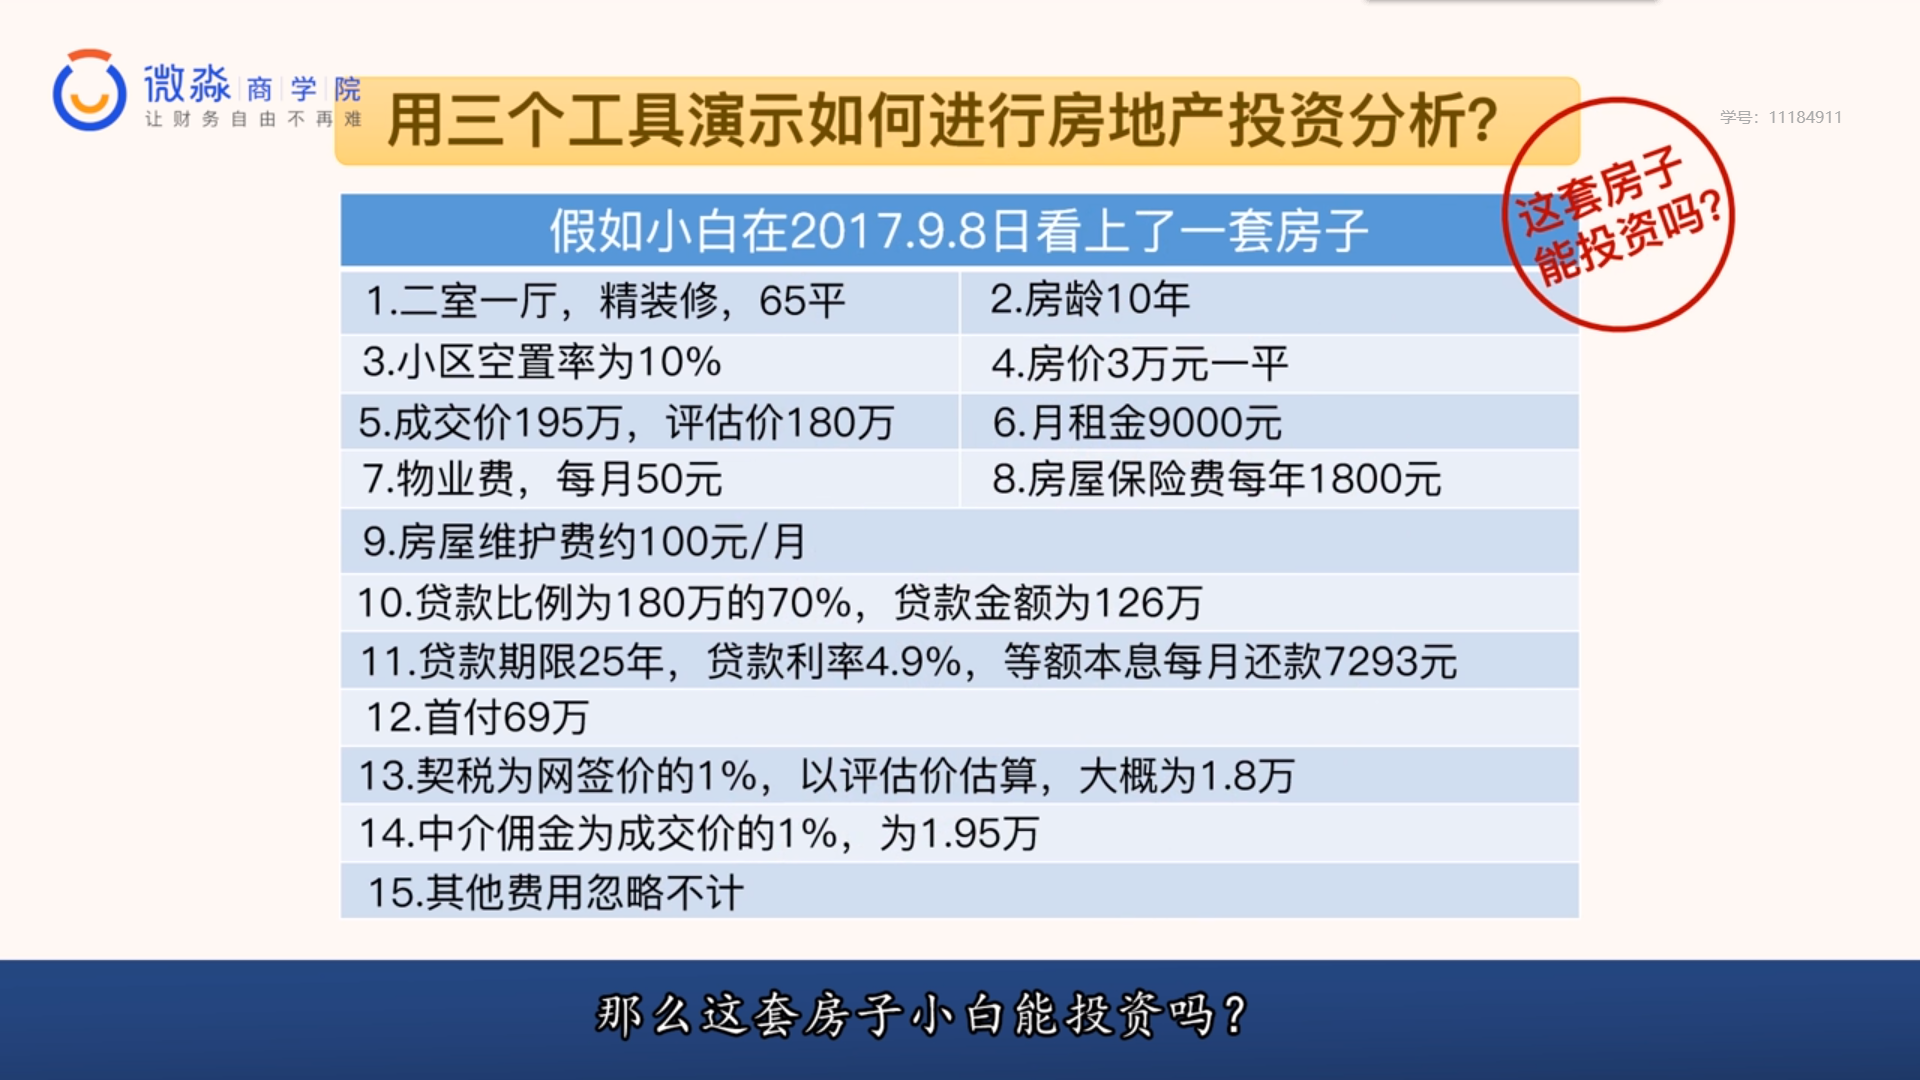 微淼 商学院
让财务自由不再难
用三个工具演示如何进行房地产投资分析?
学号：11184911
这套房子
能投资吗?
假如小白在2017.9.8日看上了一套房子
1.二室一厅，精装修，65平
2.房龄10年
3.小区空置率为10%
4.房价3万元一平
5.成交价195万，评估价180万
6.月租金9000元
7.物业费，每月50元
8.房屋保险费每年1800元
9.房屋维护费约100元/月
10.贷款比例为180万的70%，贷款金额为126万
11.贷款期限25年，贷款利率4.9%，等额本息每月还款7293元
12.首付69万
13.契税为网签价的1%，以评估价估算，大概为1.8万
14.中介佣金为成交价的1%，为1.95万
15.其他费用忽略不计
那么这套房子小白能投资吗?